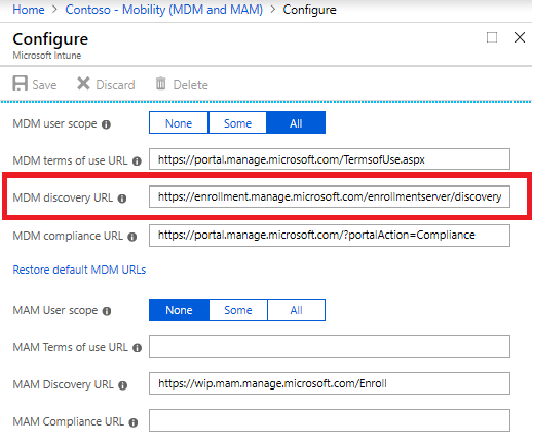 Home > Contoso - Mobility (MDM and MAM) > Configure
Configure
Microsoft Intune
Save Discard Delete
MDM user scope None Some All
MDM terms of use URL https://portal.manage.microsoft.com/TermsofUse.aspx
MDM discovery URL https://enrollment.manage.microsoft.com/enrollmentserver/discovery
MDM compliance URL https://portal.manage.microsoft.com/?portalAction=Compliance
Restore default MDM URLs
MAM User scope None Some All
MAM Terms of use URL
MAM Discovery URL https://wip.mam.manage.microsoft.com/Enroll
MAM Compliance URL